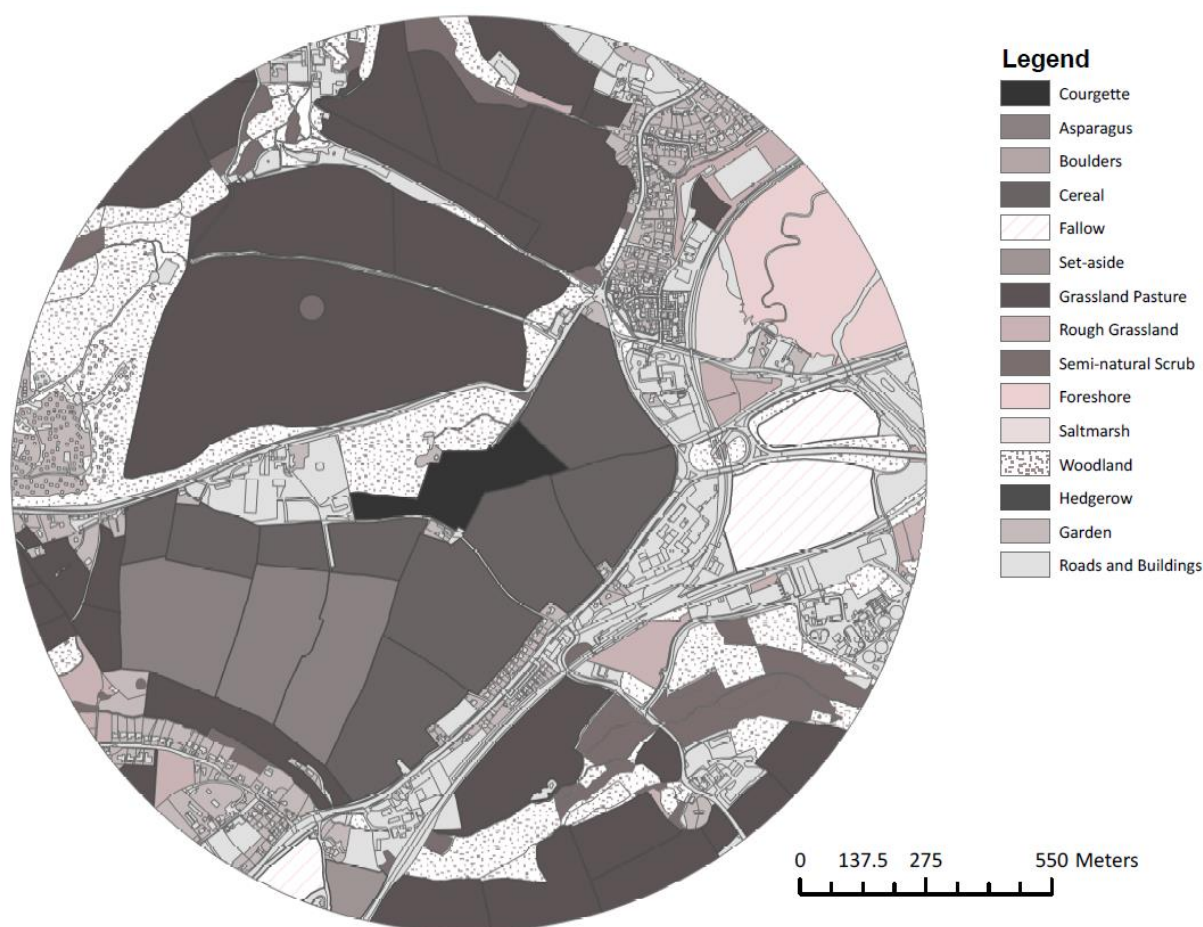 Legend
Courgette
Asparagus
Boulders
Cereal
Fallow
Set-aside
Grassland Pasture
Rough Grassland
Semi-natural Scrub
Foreshore
Saltmarsh
Woodland
Hedgerow
Garden
Roads and Buildings
0 137.5 275 550 Meters